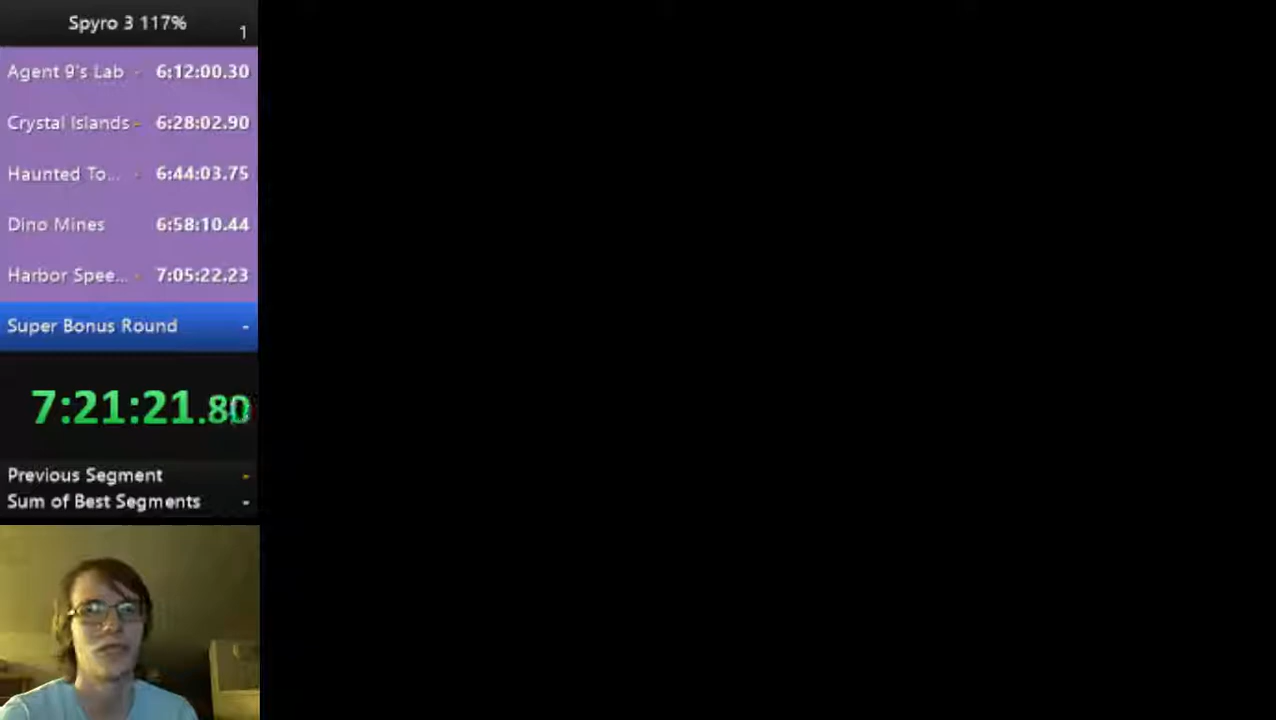 Spyro 3 117%
1
Agent 9's Lab - 6:12:00.30
Crystal Islands - 6:28:02.90
Haunted To... - 6:44:03.75
Dino Mines 6:58:10.44
Harbor Spee... - 7:05:22.23
Super Bonus Round -
7:21:21.80
Previous Segment -
Sum of Best Segments -